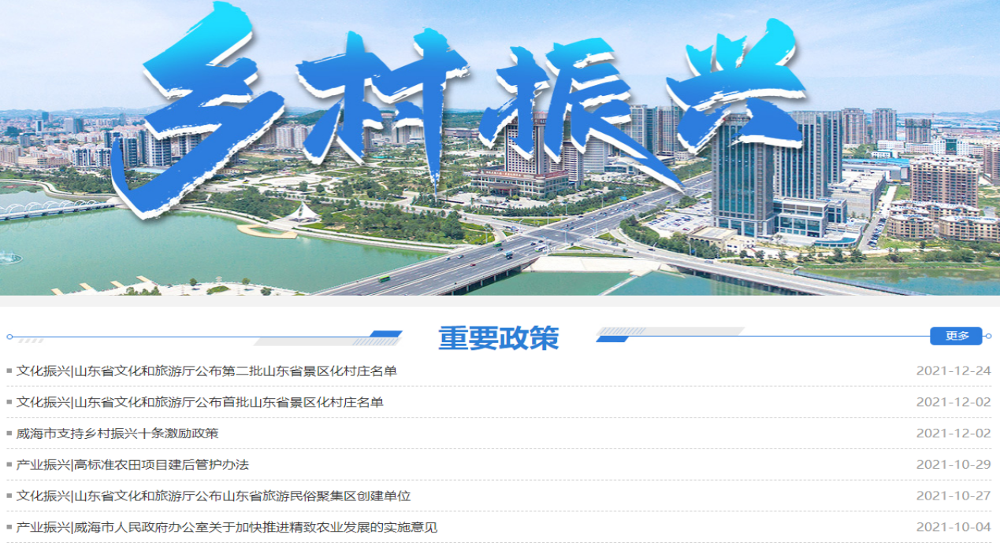 乡村振兴
重要政策
更多
文化振兴|山东省文化和旅游厅公布第二批山东省景区化村庄名单 2021-12-24
文化振兴|山东省文化和旅游厅公布首批山东省景区化村庄名单 2021-12-02
威海市支持乡村振兴十条激励政策 2021-12-02
产业振兴|高标准农田项目建后管护办法 2021-10-29
文化振兴|山东省文化和旅游厅公布山东省旅游民俗聚集区创建单位 2021-10-27
产业振兴|威海市人民政府办公室关于加快推进精致农业发展的实施意见 2021-10-04